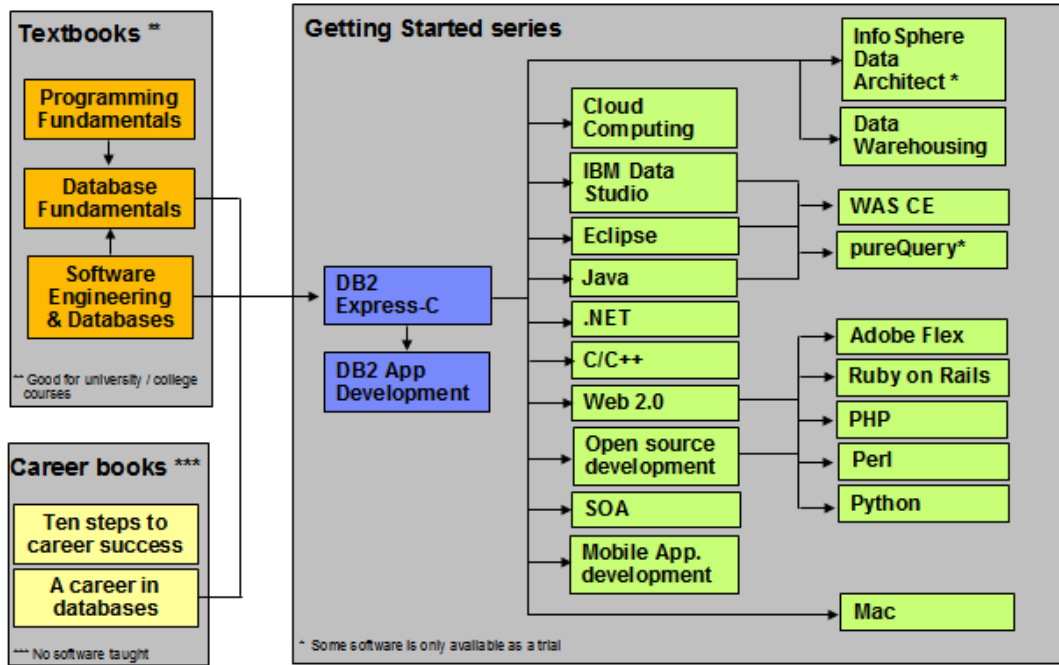 Textbooks **
Programming
Fundamentals
Database
Fundamentals
Software
Engineering
& Databases
** Good for university / college
courses
Career books ***
Ten steps to
career success
A career in
databases
*** No software taught
Getting Started series
DB2
Express-C
DB2 App
Development
Cloud
Computing
IBM Data
Studio
Eclipse
Java
.NET
C/C++
Web 2.0
Open source
development
SOA
Mobile App.
development
InfoSphere
Data
Architect *
Data
Warehousing
WAS CE
pureQuery*
Adobe Flex
Ruby on Rails
PHP
Perl
Python
Mac
* Some software is only available as a trial